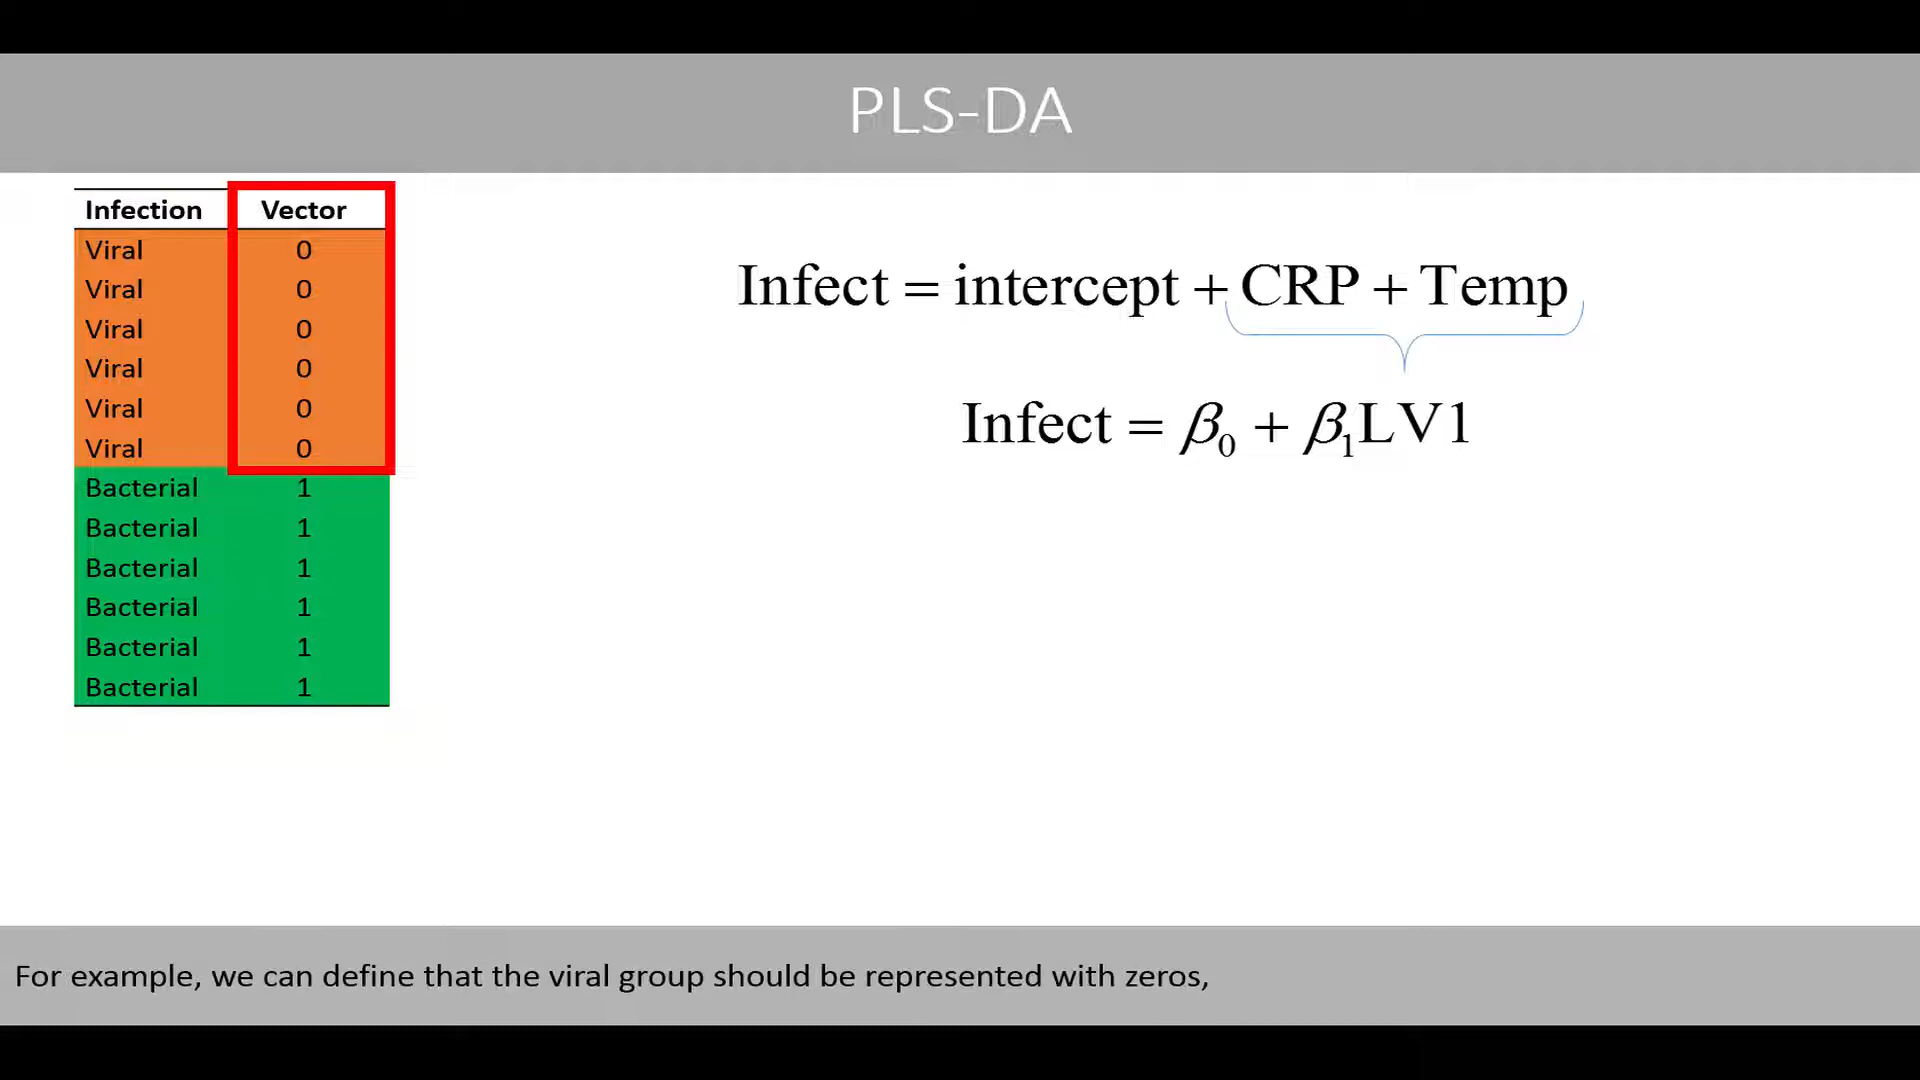 PLS-DA
Infection Vector
Viral 0
Viral 0
Viral 0
Viral 0
Viral 0
Viral 0
Bacterial 1
Bacterial 1
Bacterial 1
Bacterial 1
Bacterial 1
Bacterial 1
Infect = intercept + CRP + Temp
Infect = β₀ + β₁LV1
For example, we can define that the viral group should be represented with zeros,